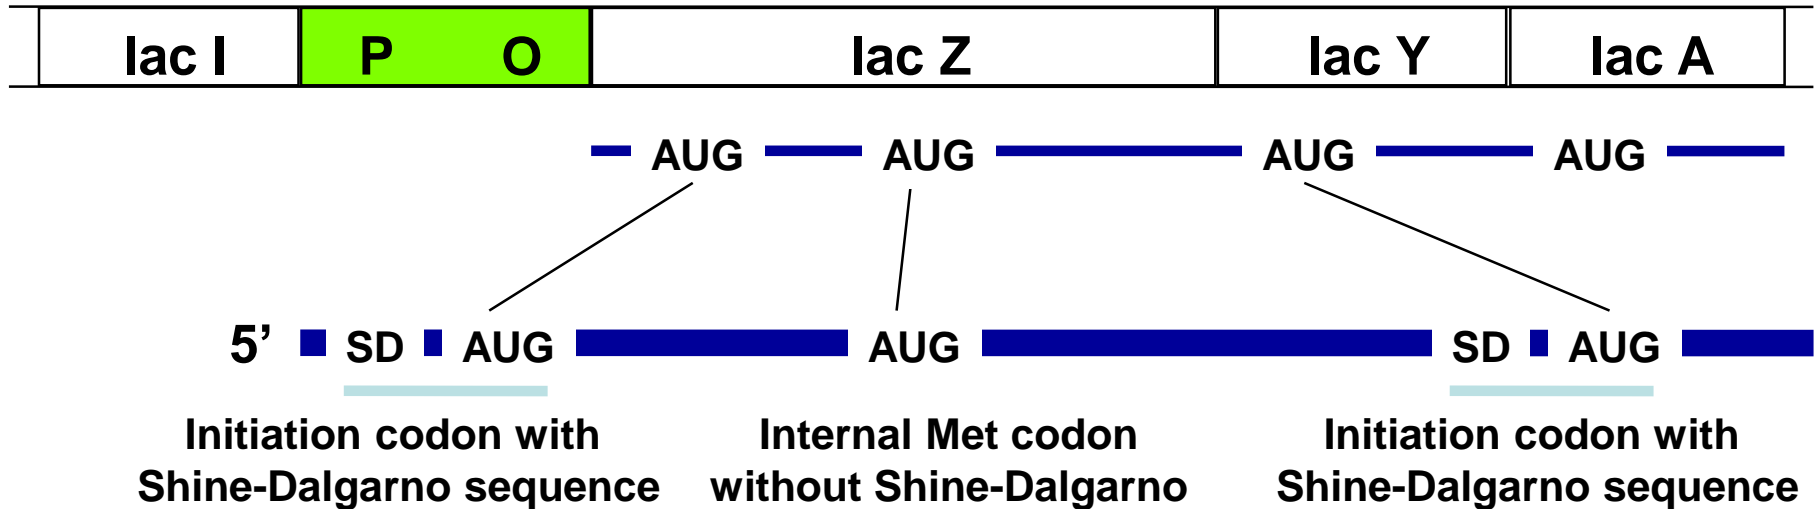 lac I P O lac Z lac Y lac A
AUG AUG AUG AUG
5’ SD AUG AUG SD AUG
Initiation codon with Internal Met codon Initiation codon with
Shine-Dalgarno sequence without Shine-Dalgarno Shine-Dalgarno sequence